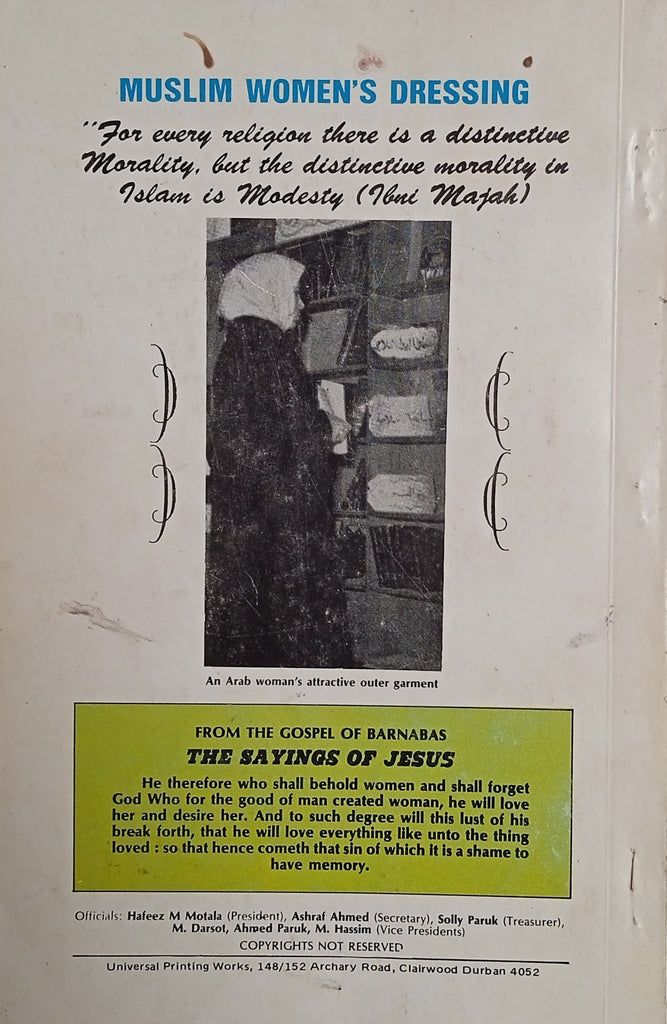 MUSLIM WOMEN'S DRESSING
"For every religion there is a distinctive
Morality, but the distinctive morality in
Islam is Modesty (Ibni Majah)
An Arab woman's attractive outer garment
FROM THE GOSPEL OF BARNABAS
THE SAYINGS OF JESUS
He therefore who shall behold women and shall forget
God Who for the good of man created woman, he will love
her and desire her. And to such degree will this lust of his
break forth, that he will love everything like unto the thing
loved : so that hence cometh that sin of which it is a shame to
have memory.
Officials: Hafeez M Motala (President), Ashraf Ahmed (Secretary), Solly Paruk (Treasurer),
M. Darsot, Ahmed Paruk, M. Hassim (Vice Presidents)
COPYRIGHTS NOT RESERVED
Universal Printing Works, 148/152 Archary Road, Clairwood Durban 4052